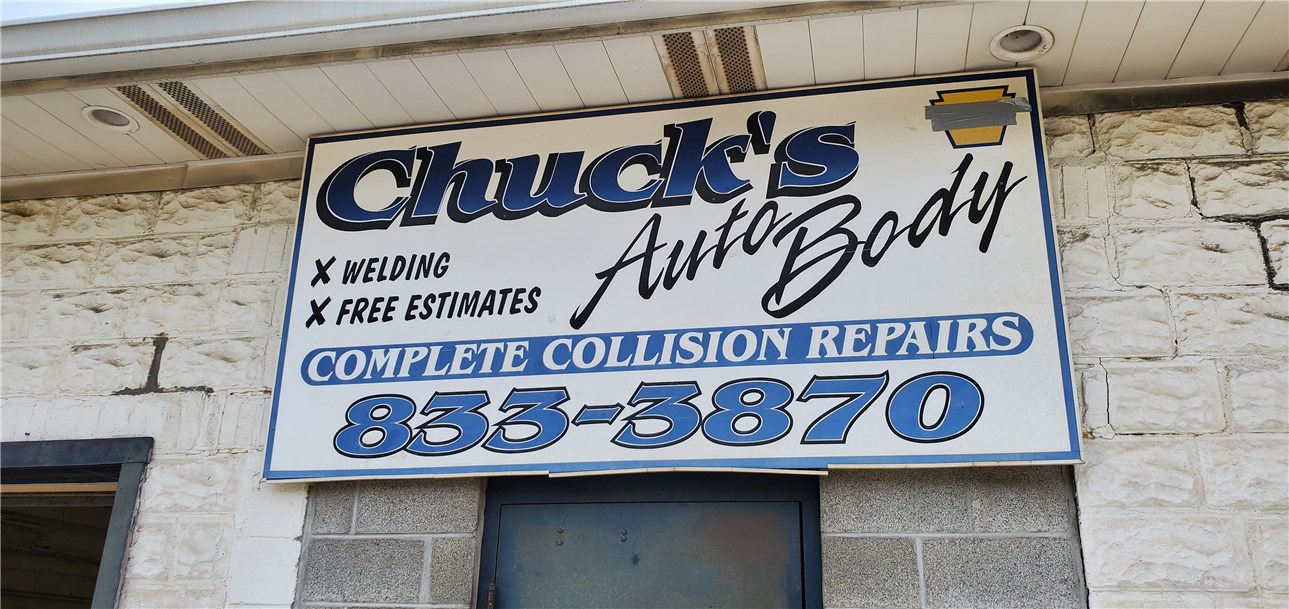 Chuck's
Auto Body
X WELDING
X FREE ESTIMATES
COMPLETE COLLISION REPAIRS
833-3870